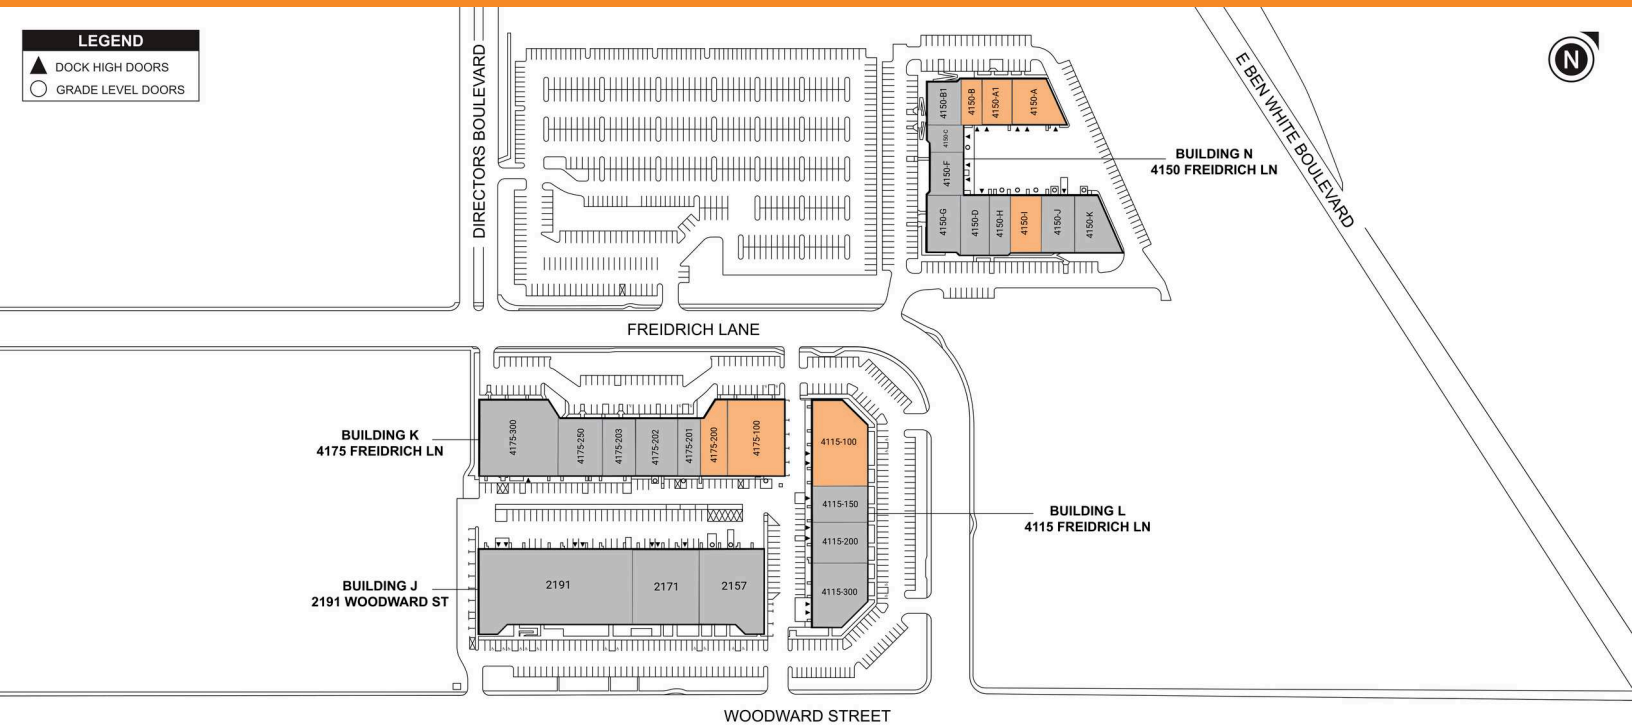 LEGEND
DOCK HIGH DOORS
GRADE LEVEL DOORS
N
DIRECTORS BOULEVARD
E BEN WHITE BOULEVARD
4150-B1
4150-B
4150-A1
4150-A
4150-C
4150-F
4150-G
4150-D
4150-H
4150-I
4150-J
4150-K
BUILDING N
4150 FREIDRICH LN
FREIDRICH LANE
BUILDING K
4175 FREIDRICH LN
4175-300
4175-250
4175-203
4175-202
4175-201
4175-200
4175-100
4115-100
4115-150
4115-200
4115-300
BUILDING L
4115 FREIDRICH LN
BUILDING J
2191 WOODWARD ST
2191
2171
2157
WOODWARD STREET